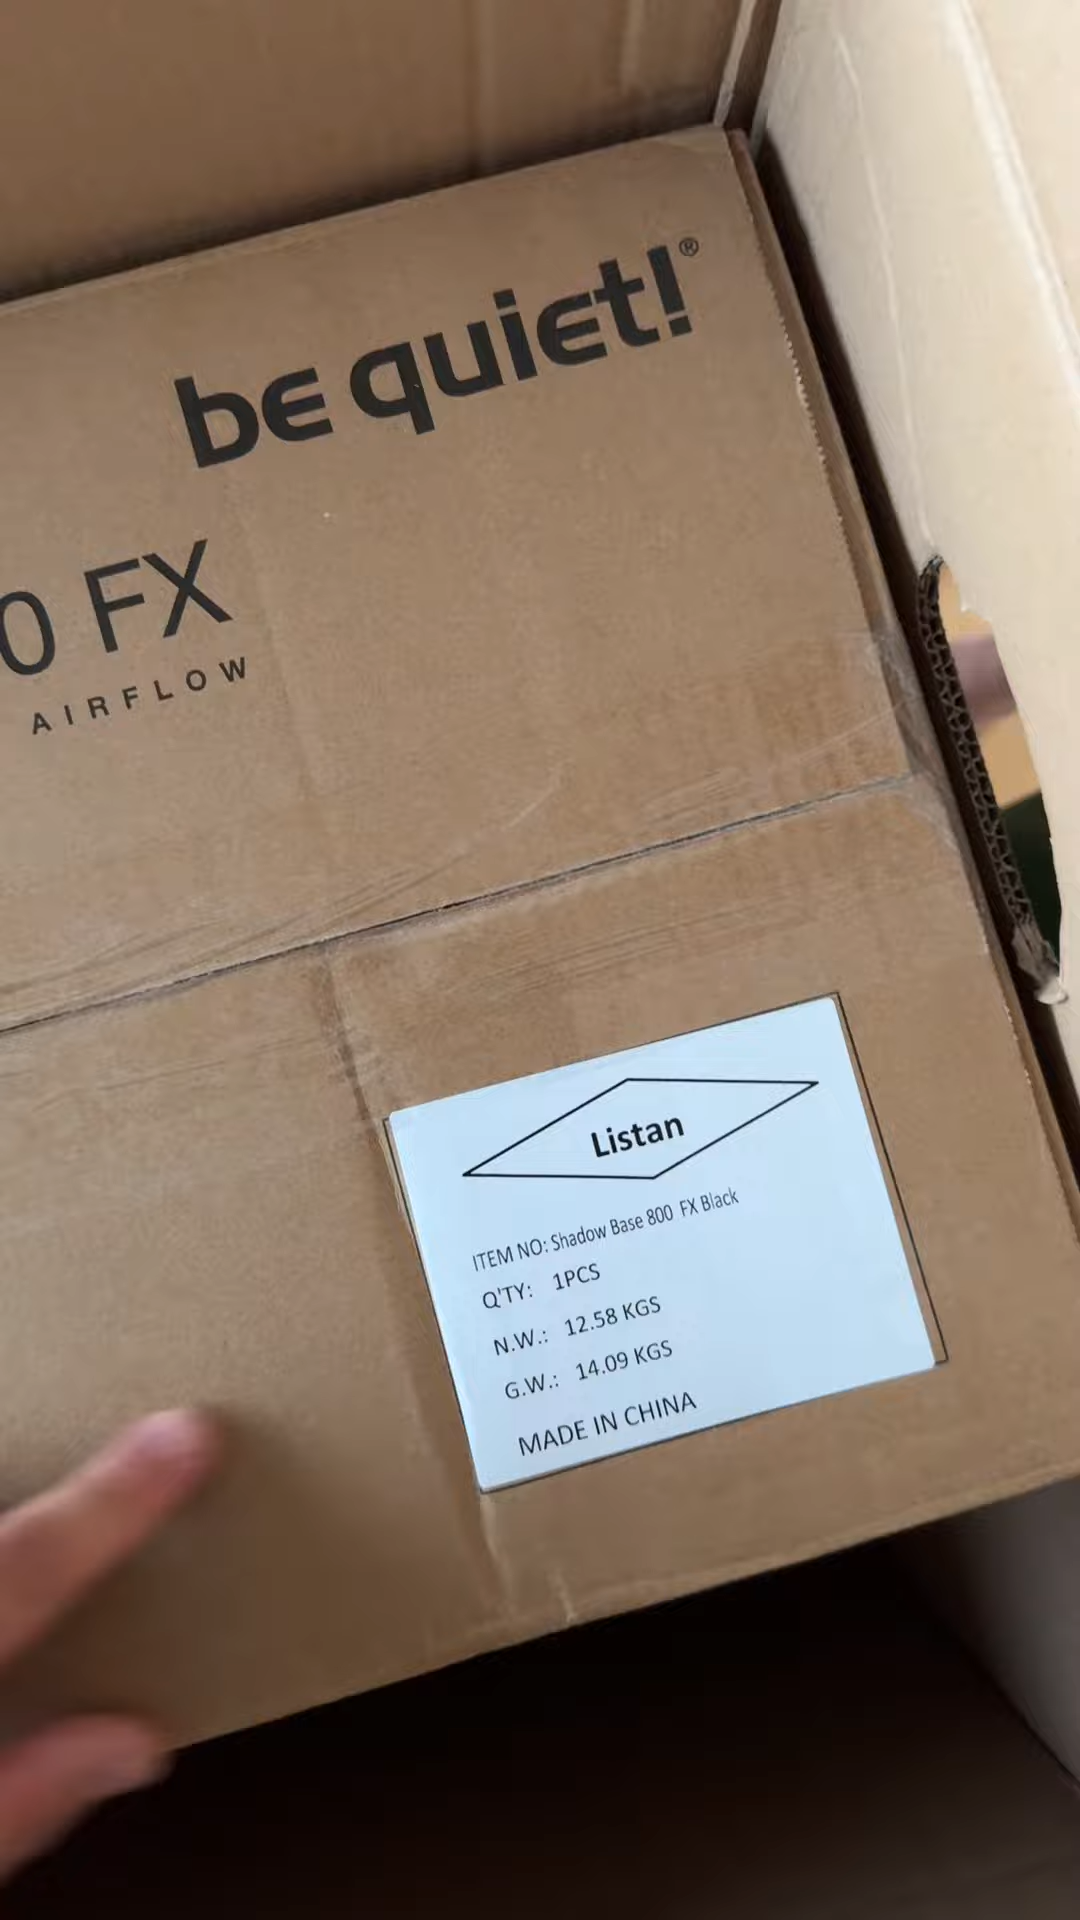 be quiet!®
0 FX
AIRFLOW
Listan
ITEM NO: Shadow Base 800 FX Black
Q'TY: 1PCS
N.W.: 12.58 KGS
G.W.: 14.09 KGS
MADE IN CHINA